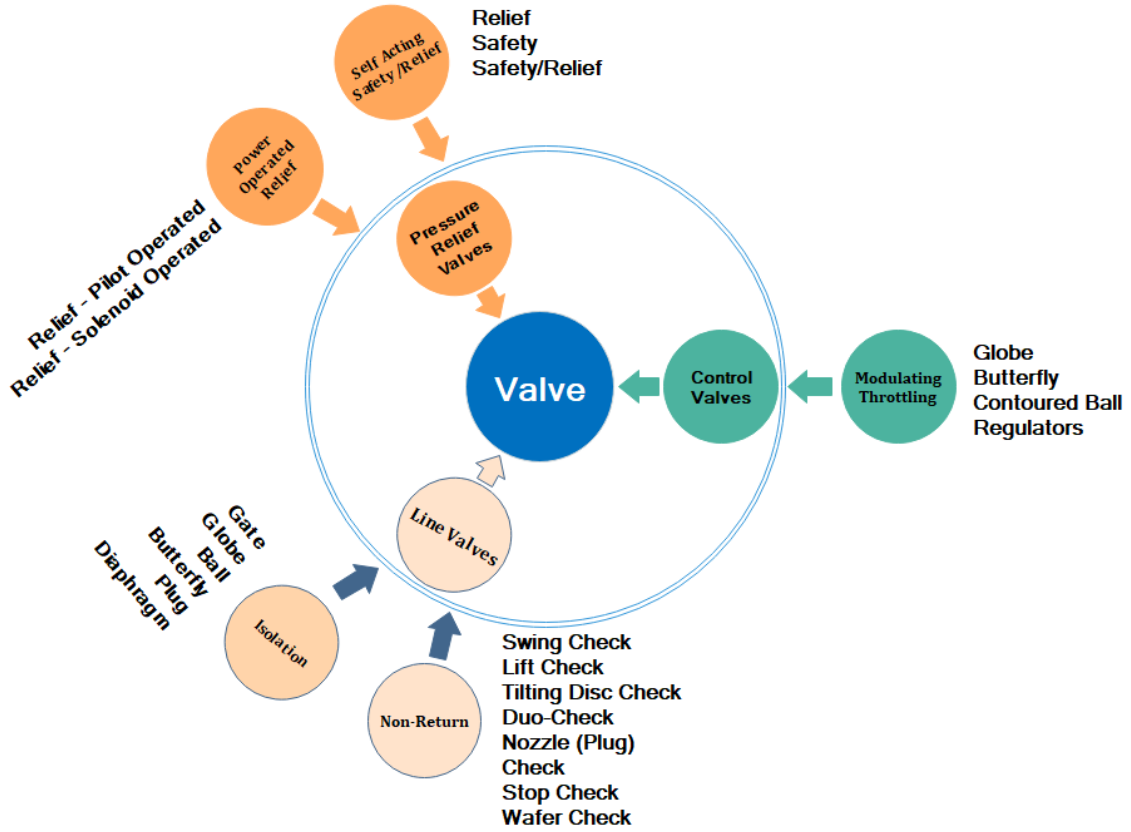 Relief
Safety
Safety/Relief
Self Acting
Safety /Relief
Power
Operated
Relief
Relief - Pilot Operated
Relief - Solenoid Operated
Pressure
Relief
Valves
Valve
Control
Valves
Modulating
Throttling
Globe
Butterfly
Contoured Ball
Regulators
Line Valves
Gate
Globe
Ball
Butterfly
Plug
Diaphragm
Isolation
Non-Return
Swing Check
Lift Check
Tilting Disc Check
Duo-Check
Nozzle (Plug)
Check
Stop Check
Wafer Check